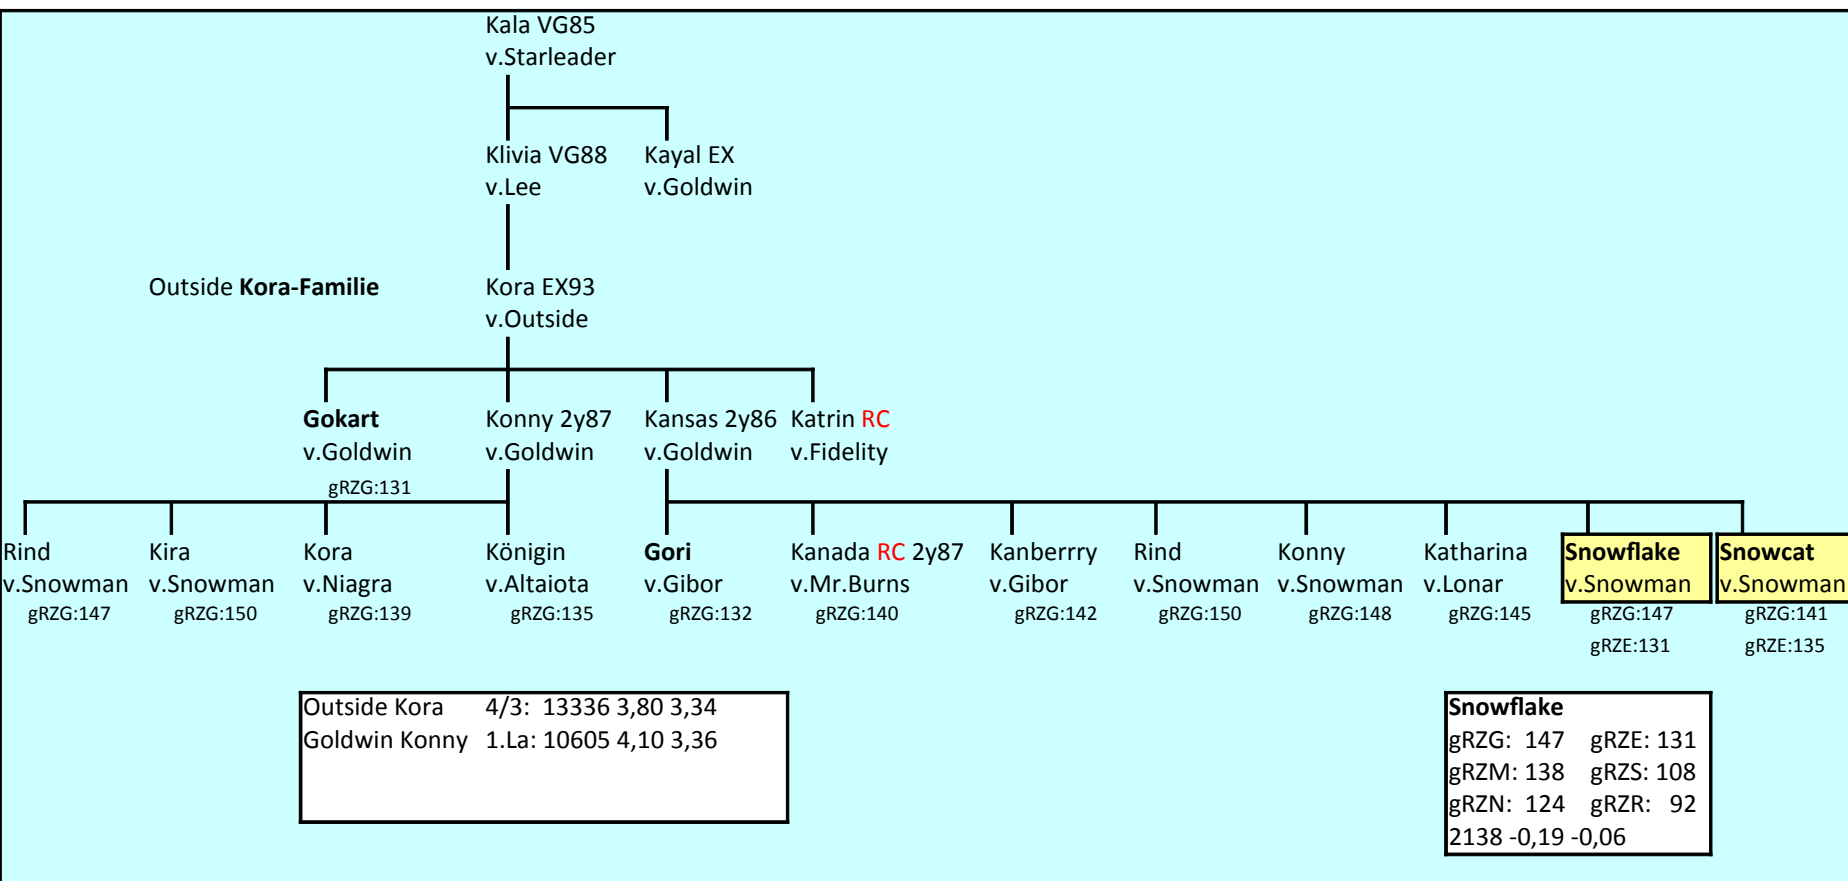 Kala VG85
v.Starleader
Klivia VG88 Kayal EX
v.Lee v.Goldwin
Outside Kora-Familie Kora EX93
v.Outside
Gokart Konny 2y87 Kansas 2y86 Katrin RC
v.Goldwin v.Goldwin v.Goldwin v.Fidelity
gRZG:131
Rind Kira Kora Königin Gori Kanada RC 2y87 Kanberrry Rind Konny Katharina Snowflake Snowcat
v.Snowman v.Snowman v.Niagra v.Altaiota v.Gibor v.Mr.Burns v.Gibor v.Snowman v.Snowman v.Lonar v.Snowman v.Snowman
gRZG:147 gRZG:150 gRZG:139 gRZG:135 gRZG:132 gRZG:140 gRZG:142 gRZG:150 gRZG:148 gRZG:145 gRZG:147 gRZG:141
gRZE:131 gRZE:135
Outside Kora 4/3: 13336 3,80 3,34
Goldwin Konny 1.La: 10605 4,10 3,36
Snowflake
gRZG: 147 gRZE: 131
gRZM: 138 gRZS: 108
gRZN: 124 gRZR: 92
2138 -0,19 -0,06